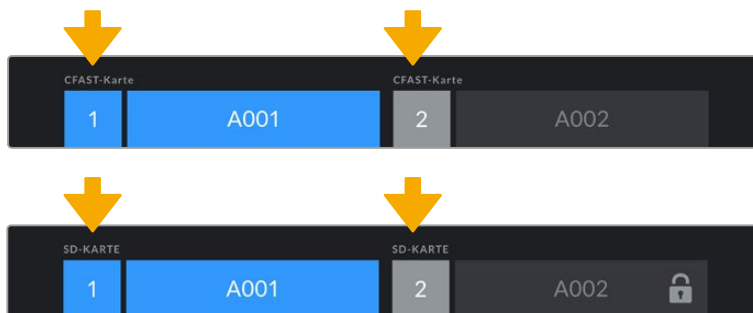 CFAST-Karte CFAST-Karte
1 A001 2 A002
SD-KARTE SD-KARTE
1 A001 2 A002